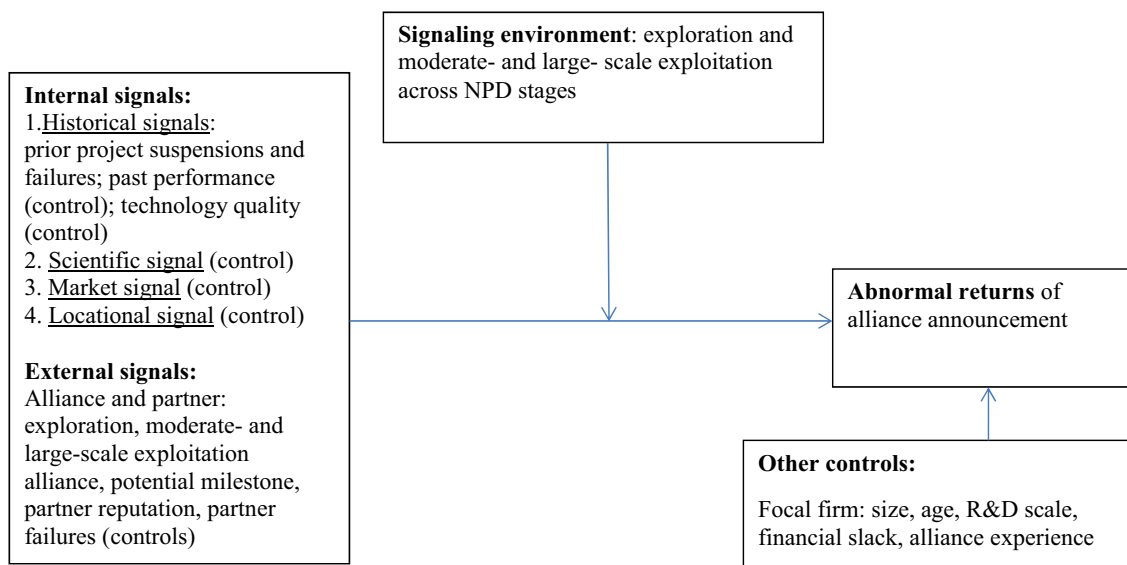 Signaling environment: exploration and
moderate- and large- scale exploitation
across NPD stages
Internal signals:
1.Historical signals:
prior project suspensions and
failures; past performance
(control); technology quality
(control)
2. Scientific signal (control)
3. Market signal (control)
4. Locational signal (control)
External signals:
Alliance and partner:
exploration, moderate- and
large-scale exploitation
alliance, potential milestone,
partner reputation, partner
failures (controls)
Abnormal returns of
alliance announcement
Other controls:
Focal firm: size, age, R&D scale,
financial slack, alliance experience